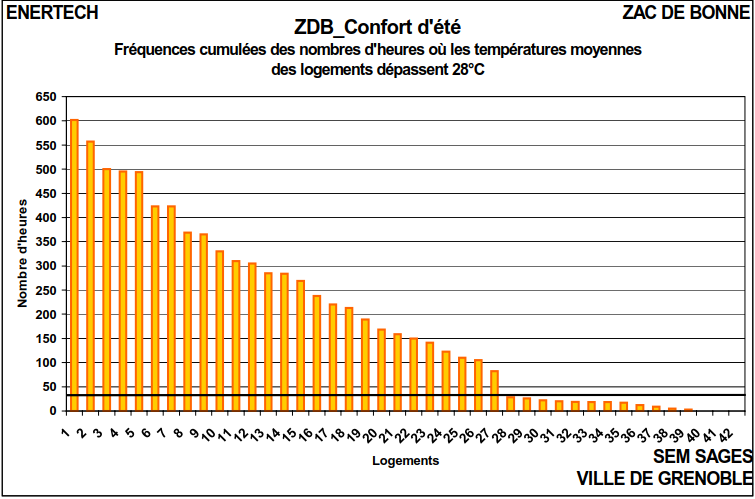 ENERTECH
ZAC DE BONNE
ZDB_Confort d'été
Fréquences cumulées des nombres d'heures où les températures moyennes
des logements dépassent 28°C
Nombre d'heures
650
600
550
500
450
400
350
300
250
200
150
100
50
0
1 2 3 4 5 6 7 8 9 10 11 12 13 14 15 16 17 18 19 20 21 22 23 24 25 26 27 28 29 30 31 32 33 34 35 36 37 38 39 40 41 42
Logements
SEM SAGES
VILLE DE GRENOBLE